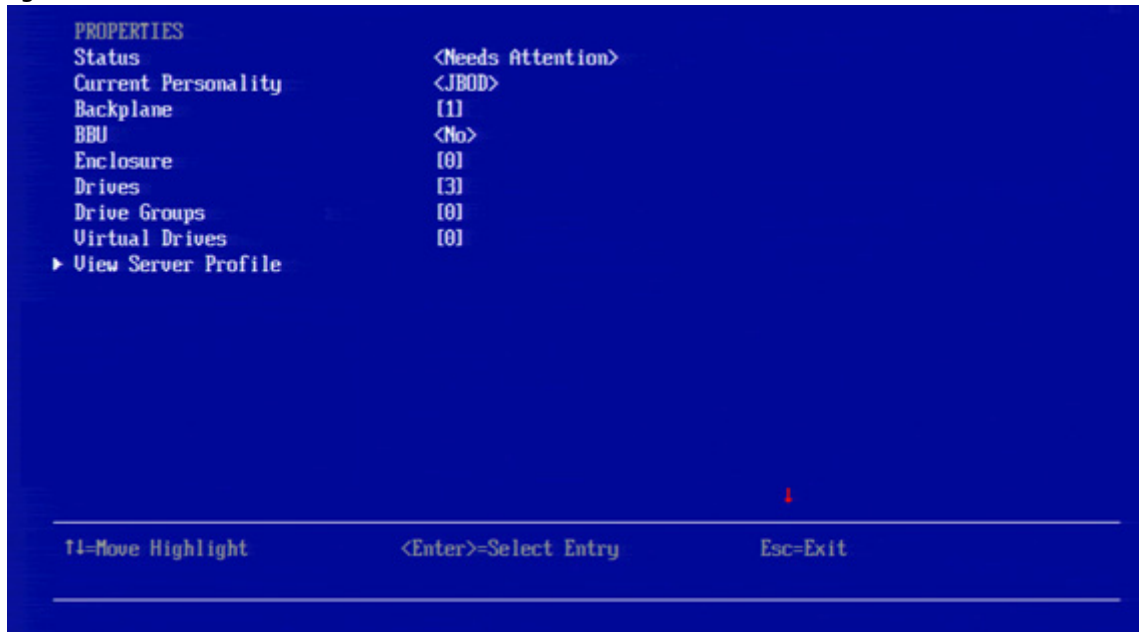 PROPERTIES
Status <Needs Attention>
Current Personality <JBOD>
Backplane [1]
BBU <No>
Enclosure [0]
Drives [3]
Drive Groups [0]
Virtual Drives [0]
▶ View Server Profile
↓
↑↓=Move Highlight <Enter>=Select Entry Esc=Exit